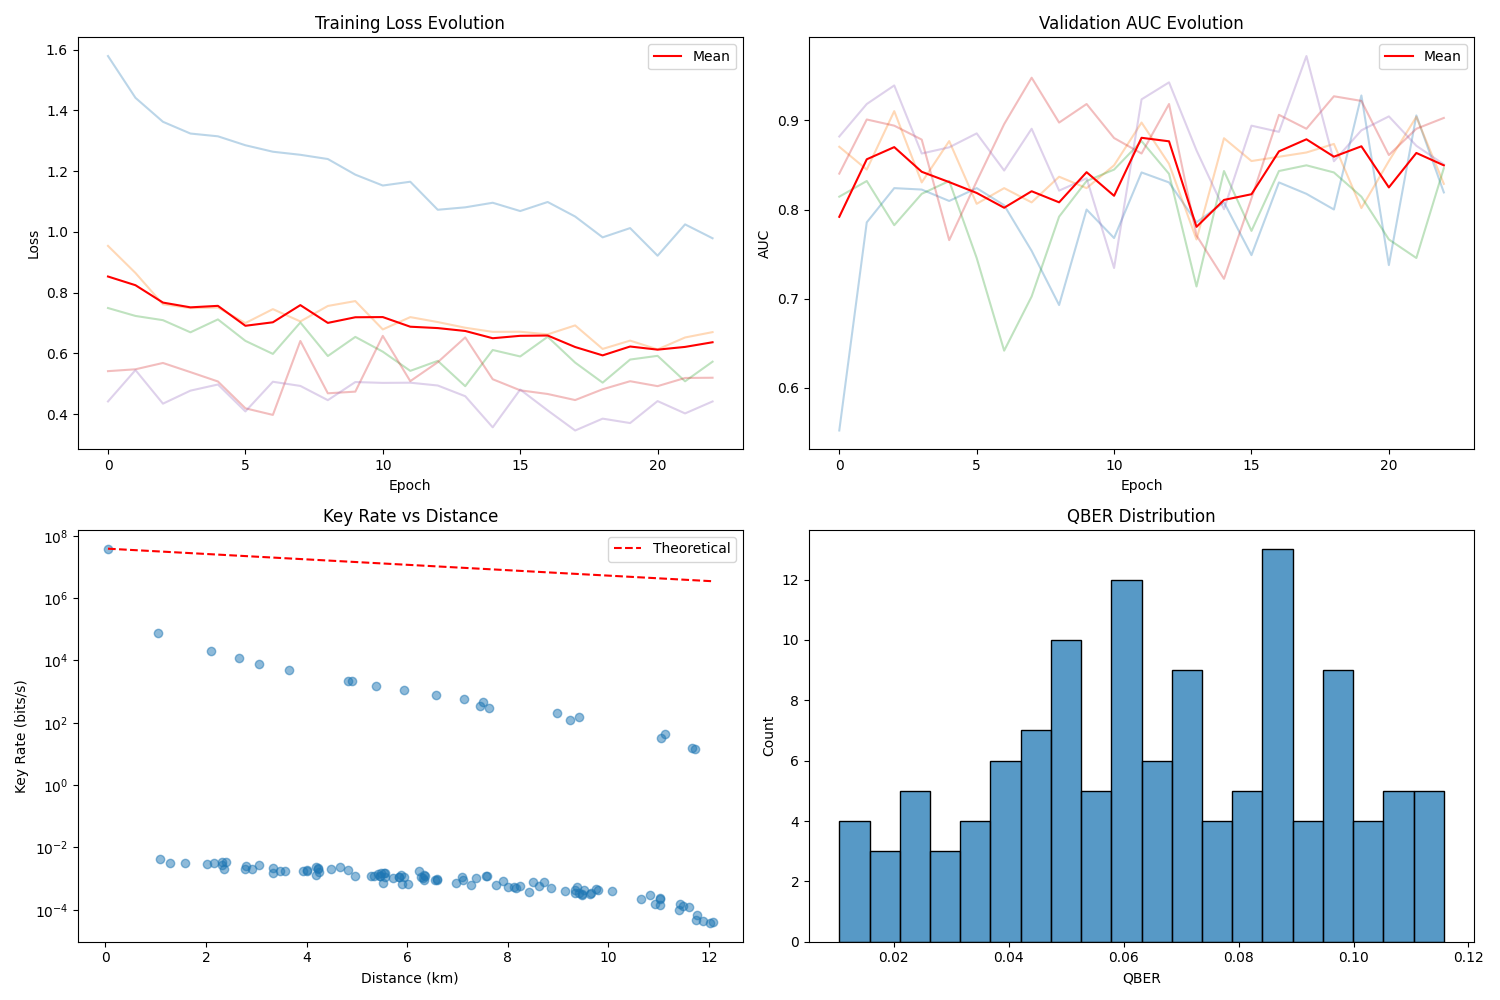 Training Loss Evolution
1.6
1.4
1.2
1.0
0.8
0.6
0.4
Loss
Mean
0 5 10 15 20
Epoch
Validation AUC Evolution
0.9
0.8
0.7
0.6
AUC
Mean
0 5 10 15 20
Epoch
Key Rate vs Distance
10^8
10^6
10^4
10^2
10^0
10^-2
10^-4
Key Rate (bits/s)
Theoretical
0 2 4 6 8 10 12
Distance (km)
QBER Distribution
12
10
8
6
4
2
0
Count
0.02 0.04 0.06 0.08 0.10 0.12
QBER